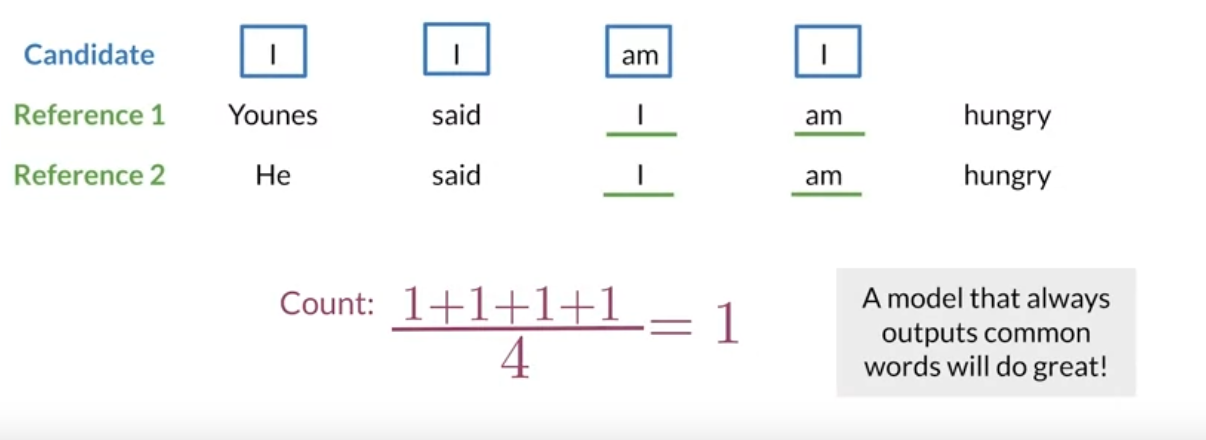 Candidate I I am I
Reference 1 Younes said I am hungry
Reference 2 He said I am hungry
Count: 1+1+1+1
4
= 1
A model that always
outputs common
words will do great!